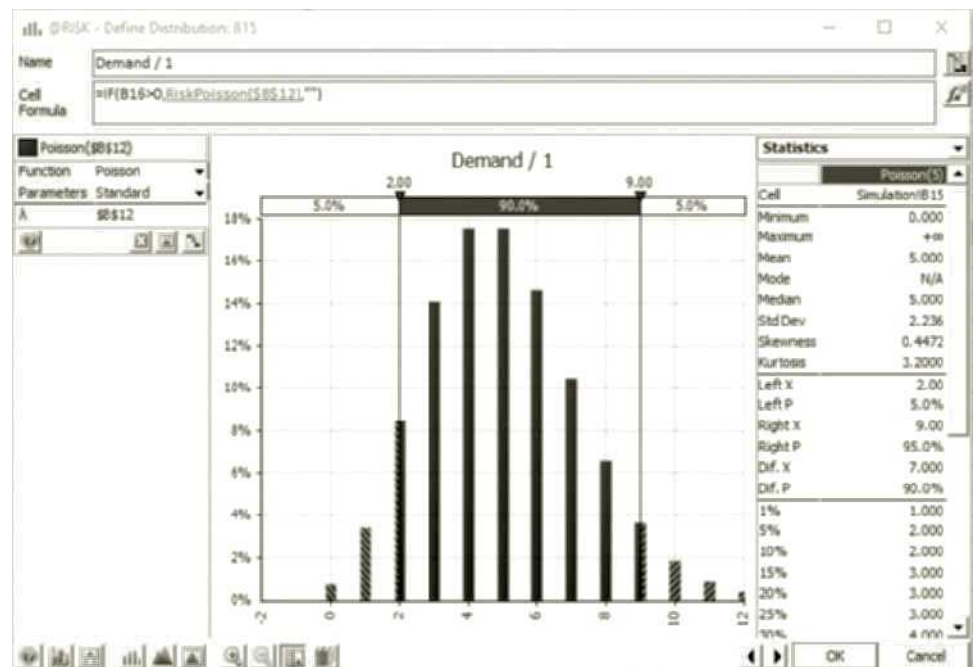 @RISK - Define Distribution: B15
Name Demand / 1
Cell Formula =IF(B16>0,RiskPoisson($B$12),"")
Poisson($B$12)
Function Poisson
Parameters Standard
λ $B$12
Demand / 1
2.00 9.00
5.0% 90.0% 5.0%
18%
16%
14%
12%
10%
8%
6%
4%
2%
0%
-2 0 2 4 6 8 10 12
Statistics
Poisson(5)
Cell Simulation!B15
Minimum 0.000
Maximum +∞
Mean 5.000
Mode N/A
Median 5.000
Std Dev 2.236
Skewness 0.4472
Kurtosis 3.2000
Left X 2.00
Left P 5.0%
Right X 9.00
Right P 95.0%
Dif. X 7.000
Dif. P 90.0%
1% 1.000
5% 2.000
10% 2.000
15% 3.000
20% 3.000
25% 3.000
30% 4.000
OK Cancel